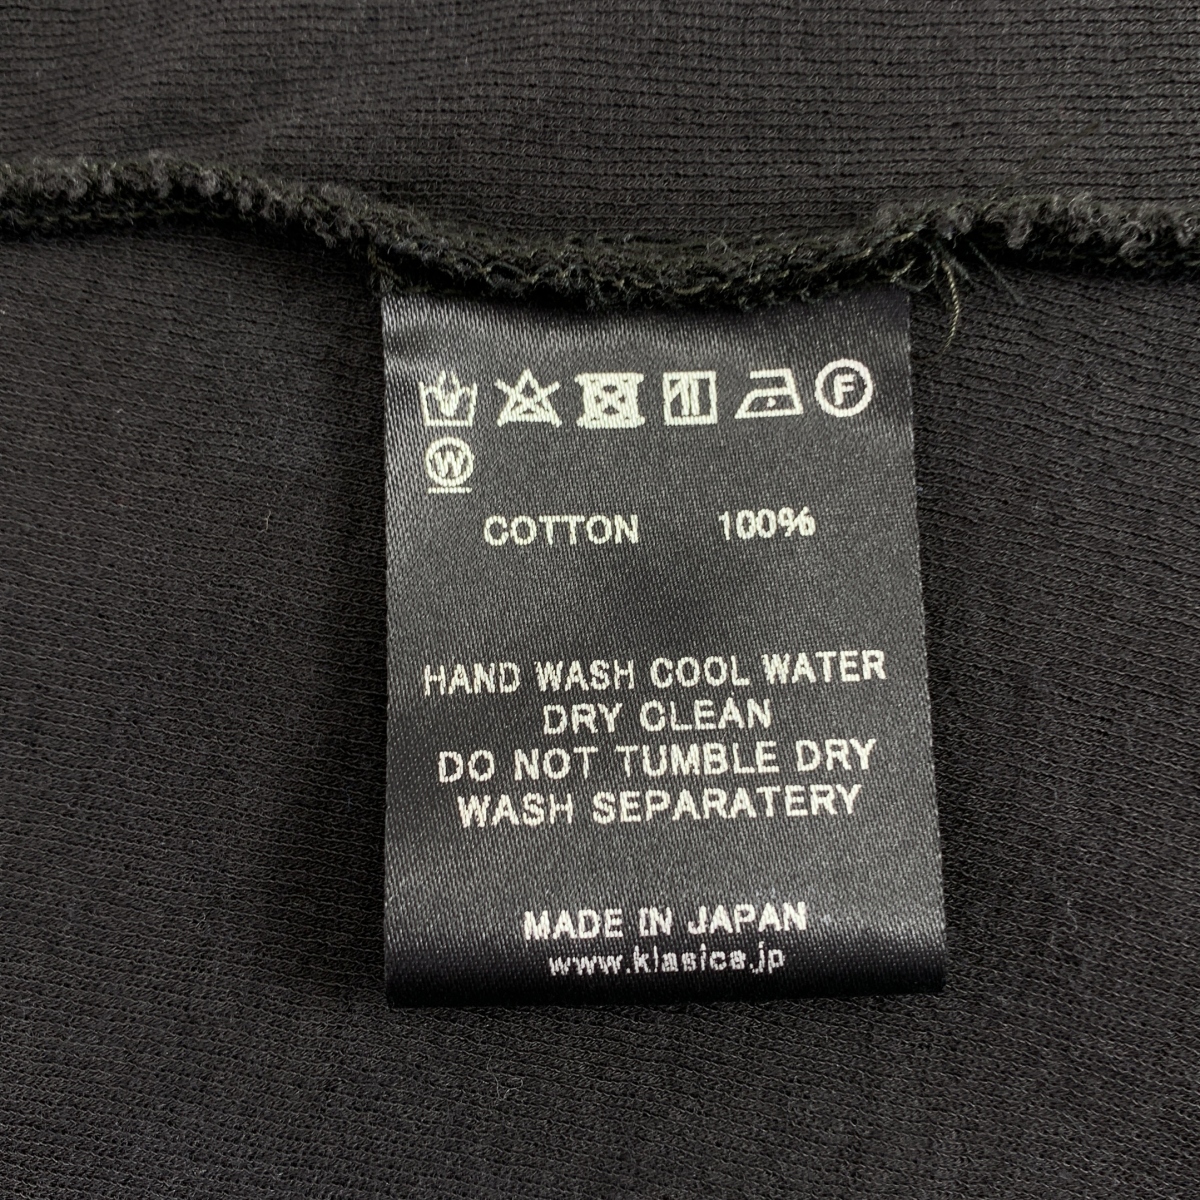 F
W
COTTON 100%
HAND WASH COOL WATER
DRY CLEAN
DO NOT TUMBLE DRY
WASH SEPARATERY
MADE IN JAPAN
www.klasica.jp